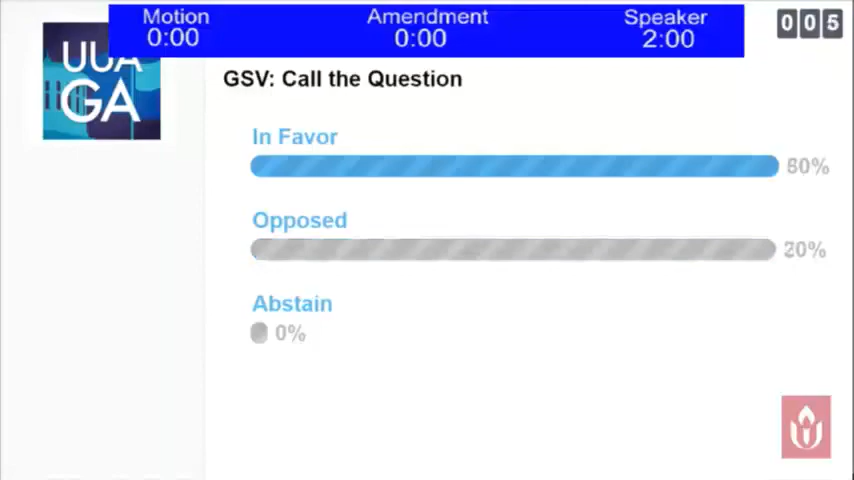 Motion Amendment Speaker
0:00 0:00 2:00
005
UUA
GA
GSV: Call the Question
In Favor
80%
Opposed
20%
Abstain
0%